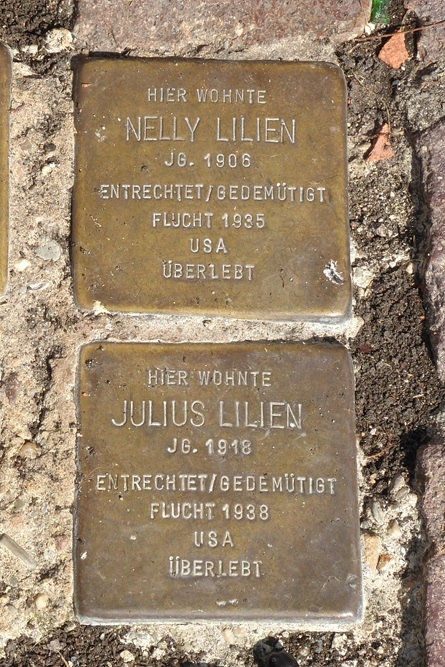 HIER WOHNTE
NELLY LILIEN
JG. 1906
ENTRECHTET/GEDEMÜTIGT
FLUCHT 1935
USA
ÜBERLEBT
HIER WOHNTE
JULIUS LILIEN
JG. 1918
ENTRECHTET/GEDEMÜTIGT
FLUCHT 1938
USA
ÜBERLEBT